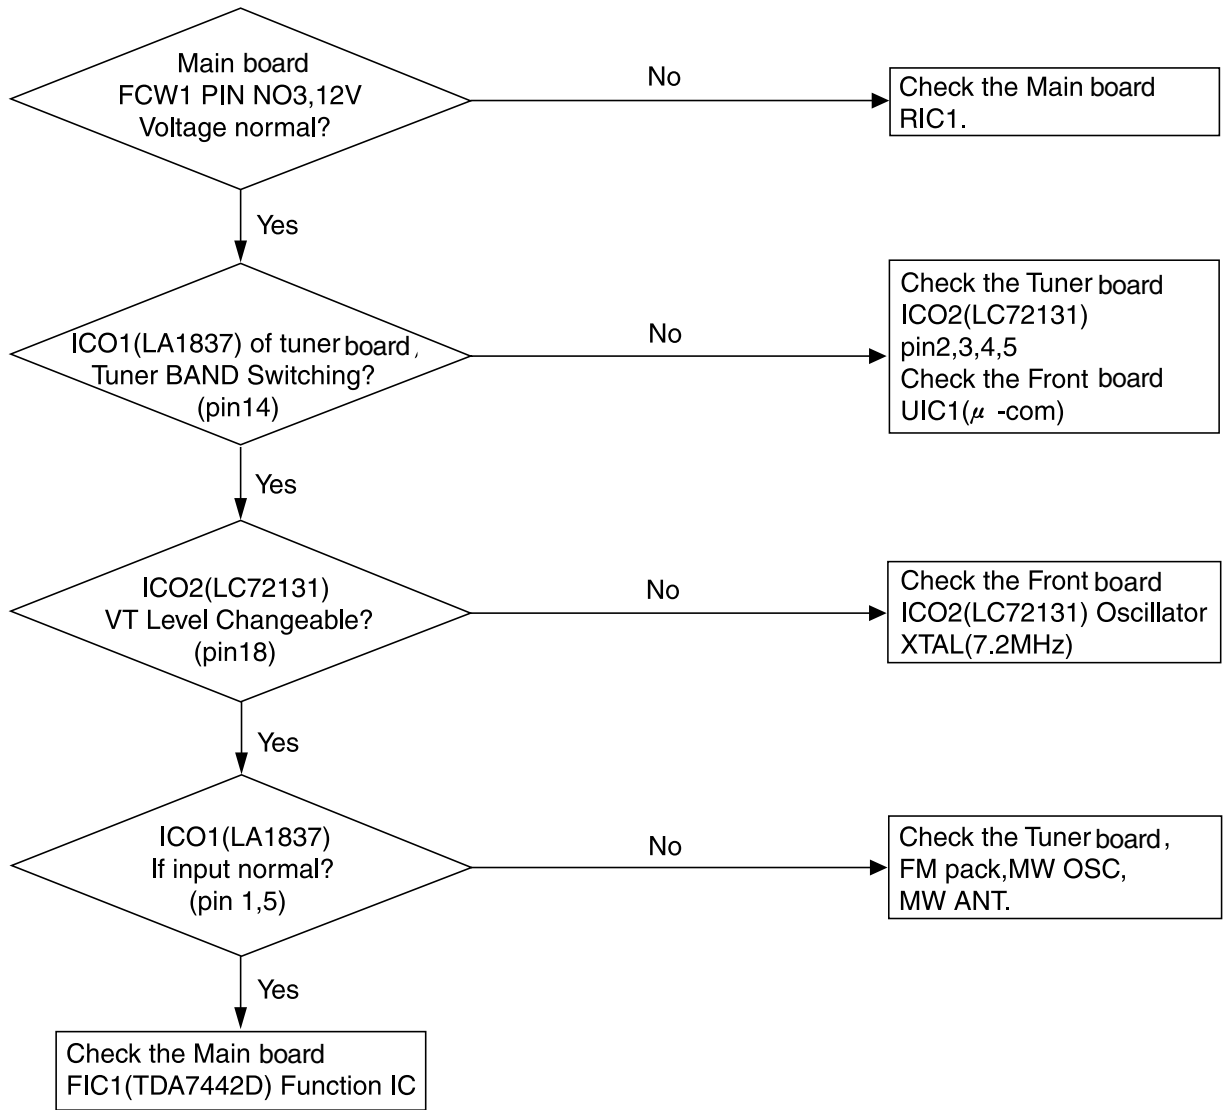 Main board
FCW1 PIN NO3,12V
Voltage normal?
No
Check the Main board
RIC1.
Yes
ICO1(LA1837) of tuner board,
Tuner BAND Switching?
(pin14)
No
Check the Tuner board
ICO2(LC72131)
pin2,3,4,5
Check the Front board
UIC1(μ -com)
Yes
ICO2(LC72131)
VT Level Changeable?
(pin18)
No
Check the Front board
ICO2(LC72131) Oscillator
XTAL(7.2MHz)
Yes
ICO1(LA1837)
If input normal?
(pin 1,5)
No
Check the Tuner board,
FM pack,MW OSC,
MW ANT.
Yes
Check the Main board
FIC1(TDA7442D) Function IC